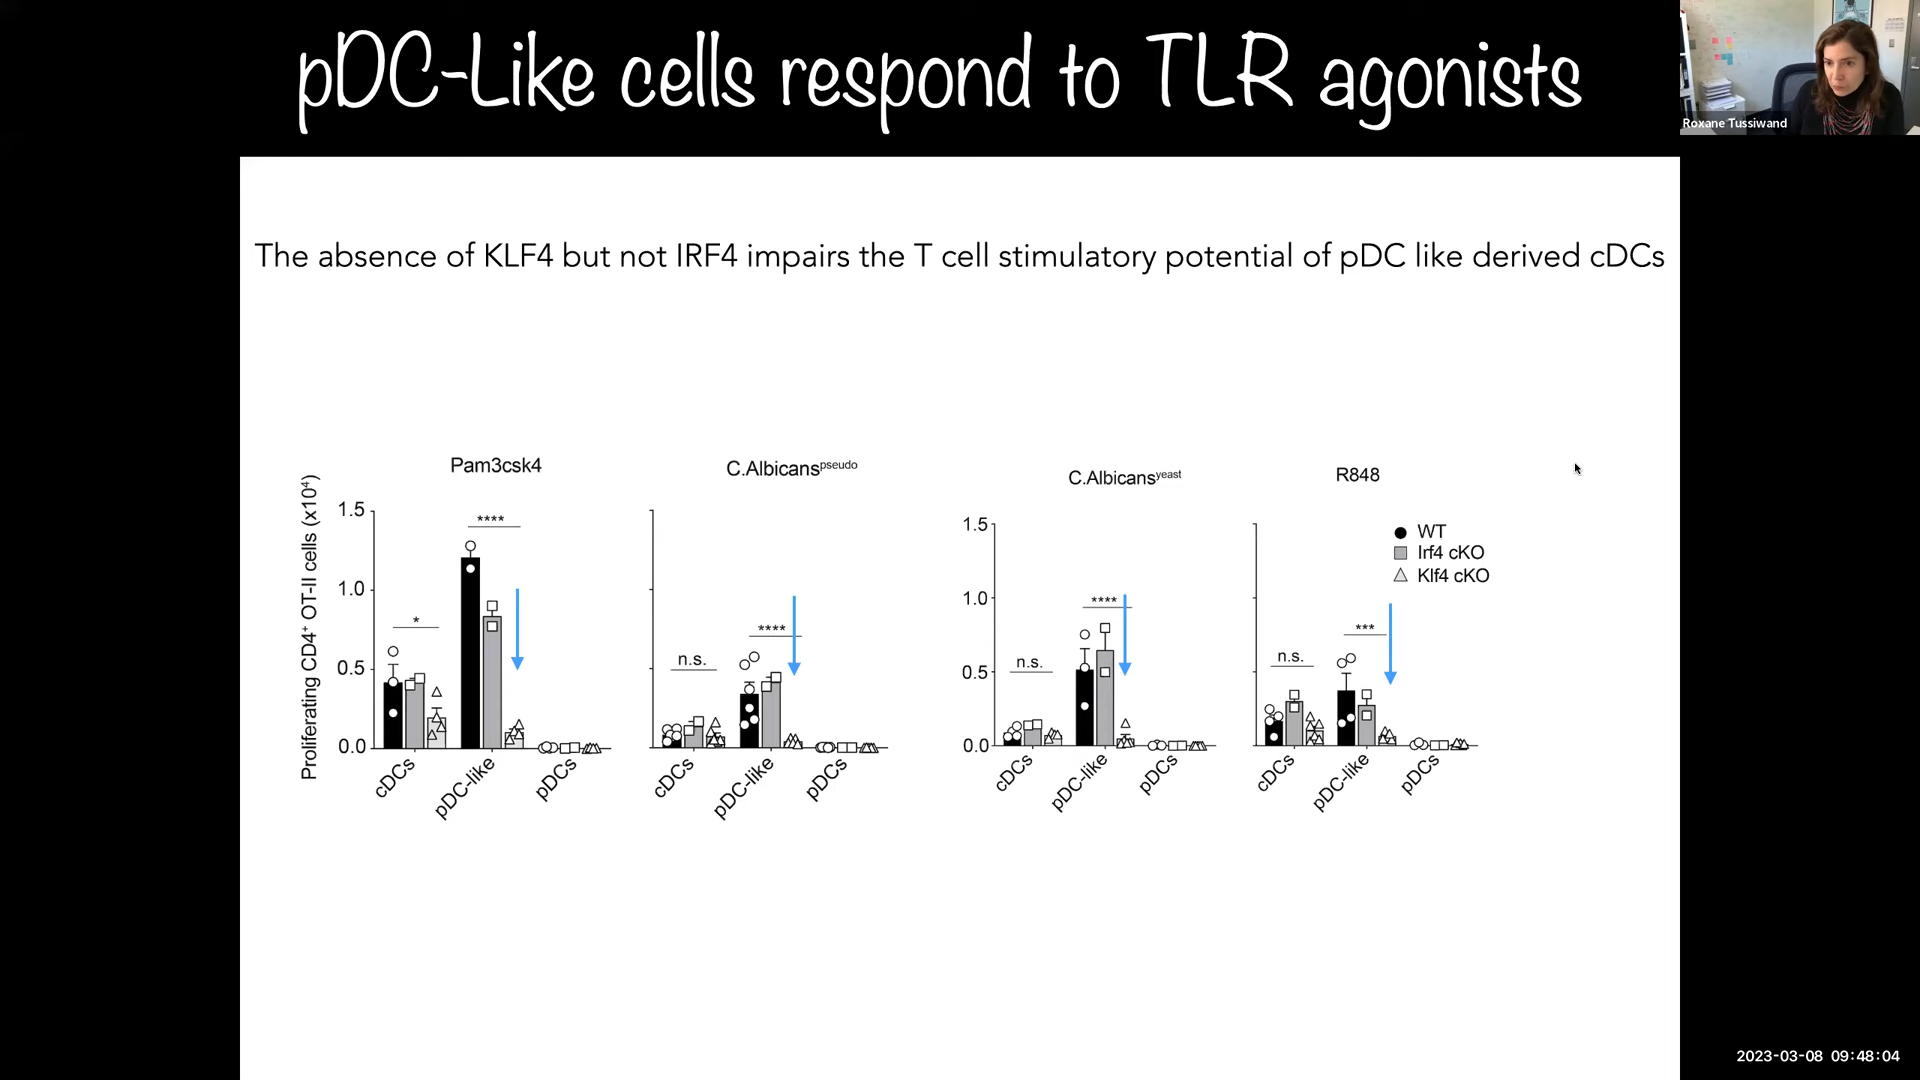 pDC-Like cells respond to TLR agonists
Roxane Tussiwand
The absence of KLF4 but not IRF4 impairs the T cell stimulatory potential of pDC like derived cDCs
Proliferating CD4⁺ OT-II cells (x10⁴)
Pam3csk4
1.5
1.0
0.5
0.0
*
****
cDCs
pDC-like
pDCs
C.Albicansᵖˢᵉᵘᵈᵒ
n.s.
****
cDCs
pDC-like
pDCs
C.Albicansʸᵉᵃˢᵗ
1.5
1.0
0.5
0.0
n.s.
****
cDCs
pDC-like
pDCs
R848
n.s.
***
cDCs
pDC-like
pDCs
WT
Irf4 cKO
Klf4 cKO
2023-03-08 09:48:04